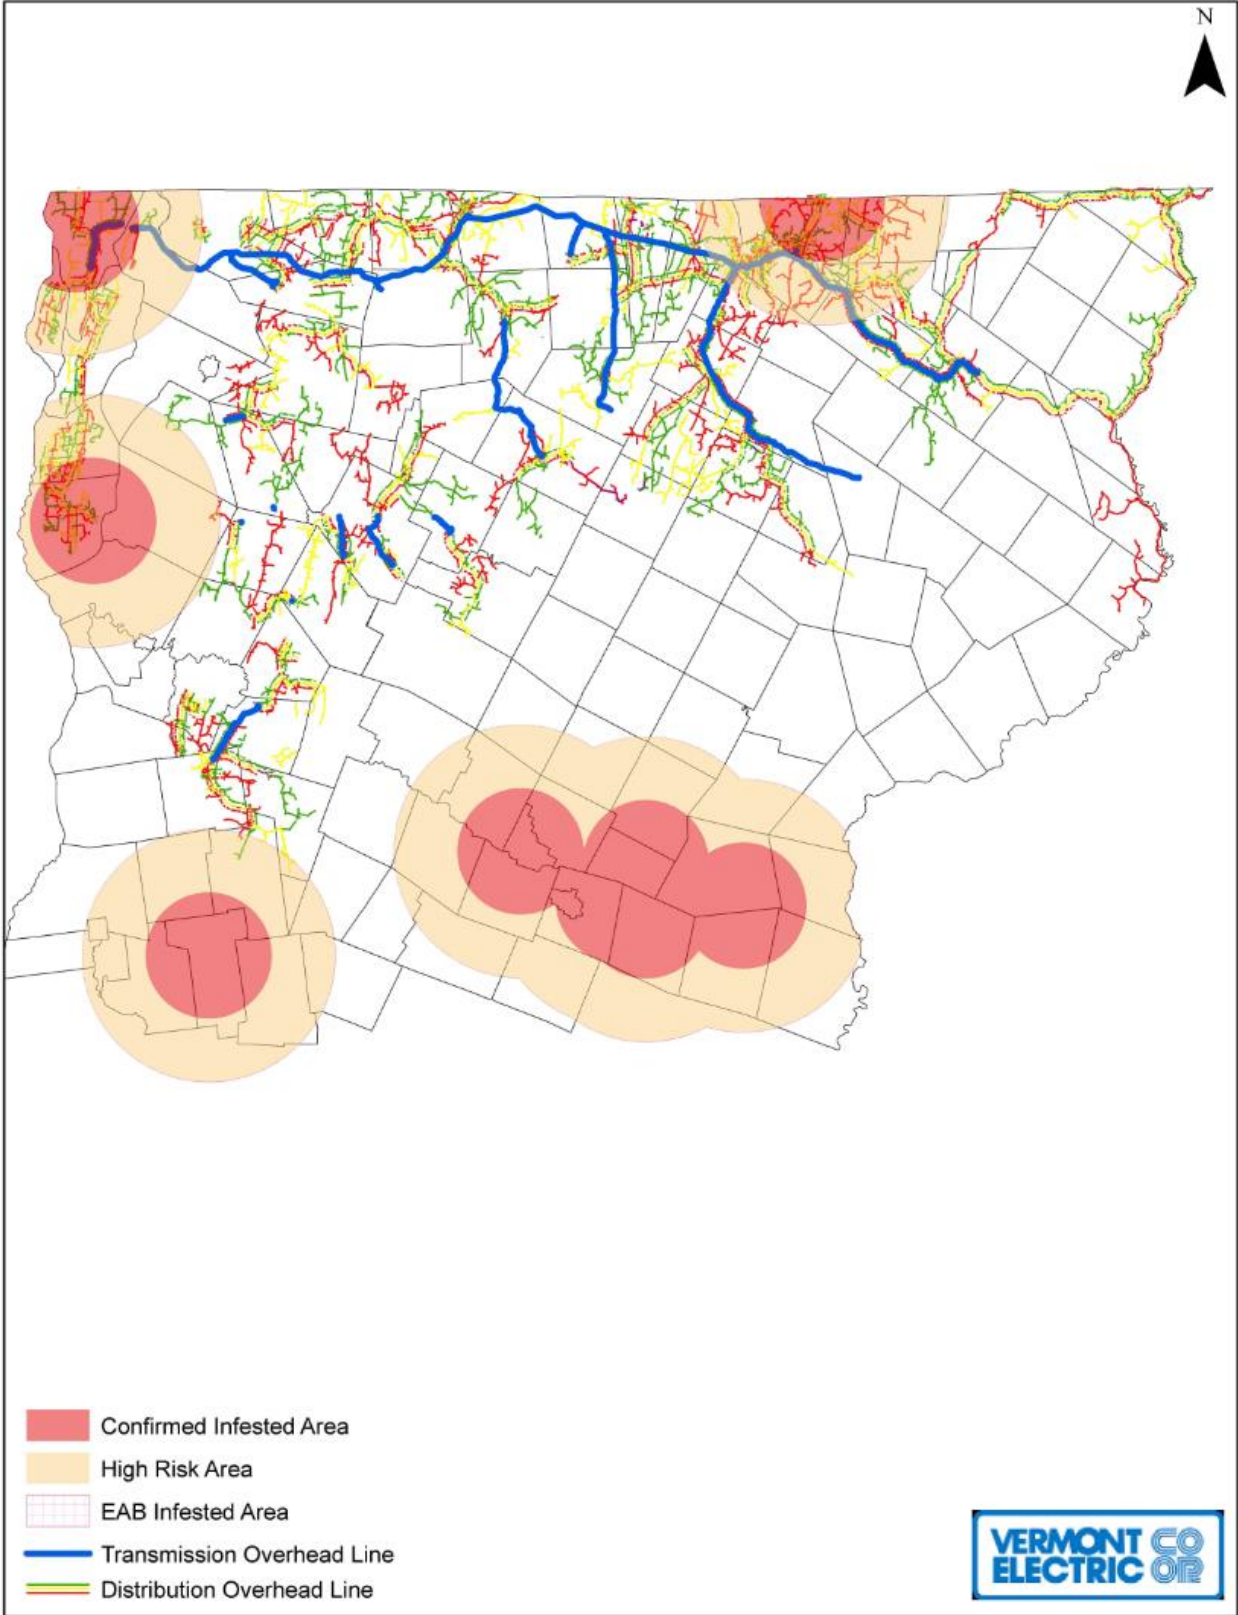 N
Confirmed Infested Area
High Risk Area
EAB Infested Area
Transmission Overhead Line
Distribution Overhead Line
VERMONT CO
ELECTRIC OP